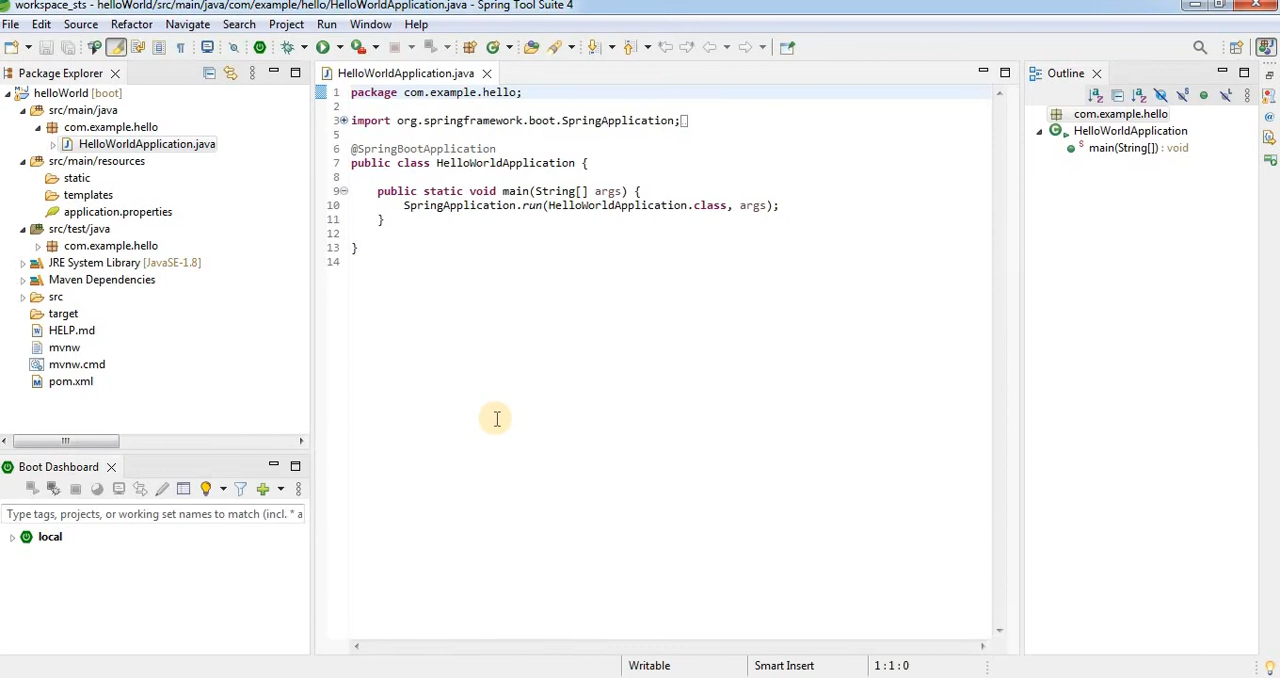 workspace_sts - helloWorld/src/main/java/com/example/hello/HelloWorldApplication.java - Spring Tool Suite 4
File Edit Source Refactor Navigate Search Project Run Window Help
Package Explorer
helloWorld [boot]
src/main/java
com.example.hello
HelloWorldApplication.java
src/main/resources
static
templates
application.properties
src/test/java
com.example.hello
JRE System Library [JavaSE-1.8]
Maven Dependencies
src
target
HELP.md
mvnw
mvnw.cmd
pom.xml
Boot Dashboard
Type tags, projects, or working set names to match (incl. * a
local
HelloWorldApplication.java
1 package com.example.hello;
2
3 import org.springframework.boot.SpringApplication;
5
6 @SpringBootApplication
7 public class HelloWorldApplication {
8
9 public static void main(String[] args) {
10 SpringApplication.run(HelloWorldApplication.class, args);
11 }
12
13 }
14
Outline
com.example.hello
HelloWorldApplication
main(String[]) : void
Writable Smart Insert 1 : 1 : 0